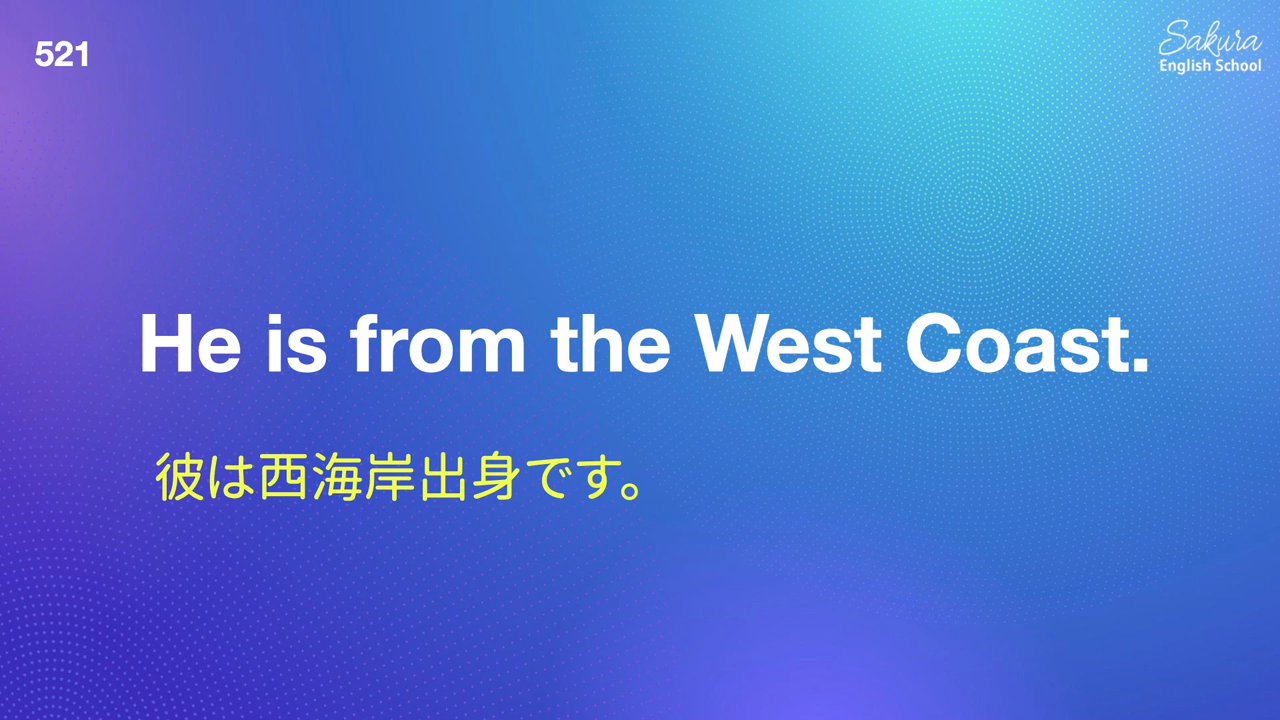 521
Sakura
English School
He is from the West Coast.
彼は西海岸出身です。